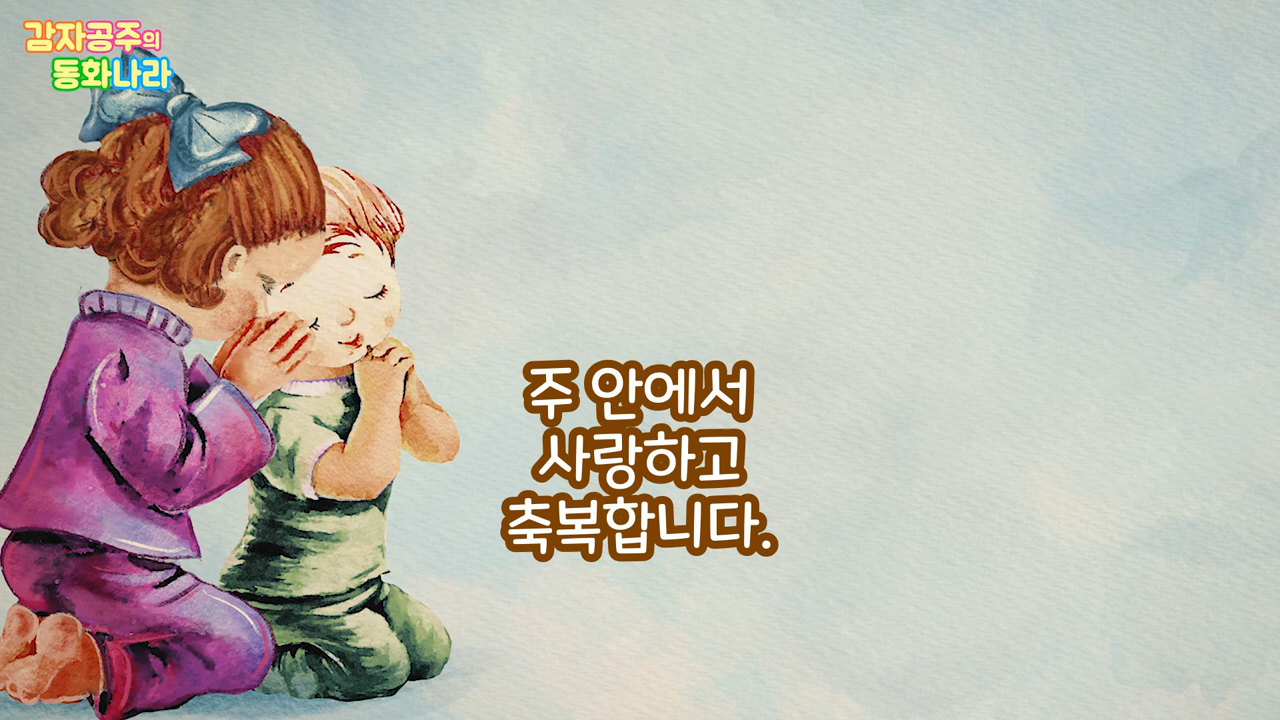 감자공주의
동화나라
주 안에서
사랑하고
축복합니다.